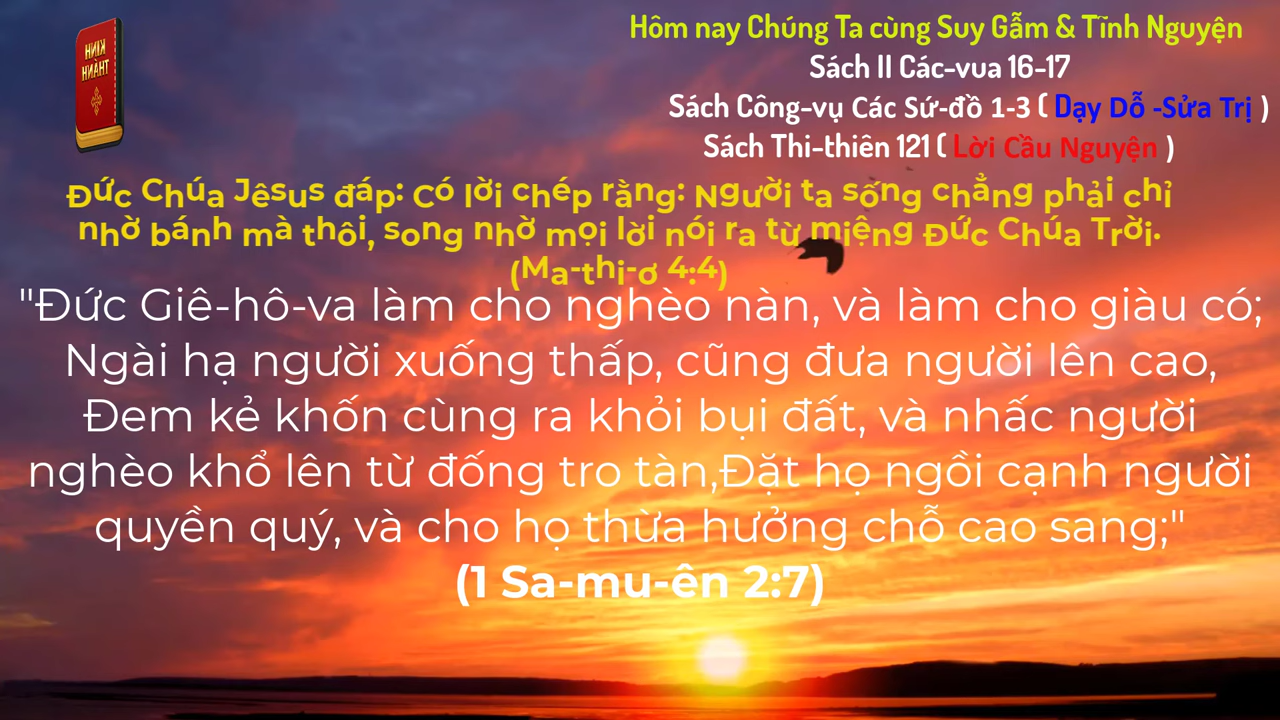 KINH
THÁNH
Hôm nay Chúng Ta cùng Suy Gẫm & Tĩnh Nguyện
Sách II Các-vua 16-17
Sách Công-vụ Các Sứ-đồ 1-3 ( Dạy Dỗ -Sửa Trị )
Sách Thi-thiên 121 ( Lời Cầu Nguyện )
Đức Chúa Jêsus đáp: Có lời chép rằng: Người ta sống chẳng phải chỉ
nhờ bánh mà thôi, song nhờ mọi lời nói ra từ miệng Đức Chúa Trời.
(Ma-thi-ơ 4:4)
"Đức Giê-hô-va làm cho nghèo nàn, và làm cho giàu có;
Ngài hạ người xuống thấp, cũng đưa người lên cao,
Đem kẻ khốn cùng ra khỏi bụi đất, và nhấc người
nghèo khổ lên từ đống tro tàn,Đặt họ ngồi cạnh người
quyền quý, và cho họ thừa hưởng chỗ cao sang;"
(1 Sa-mu-ên 2:7)